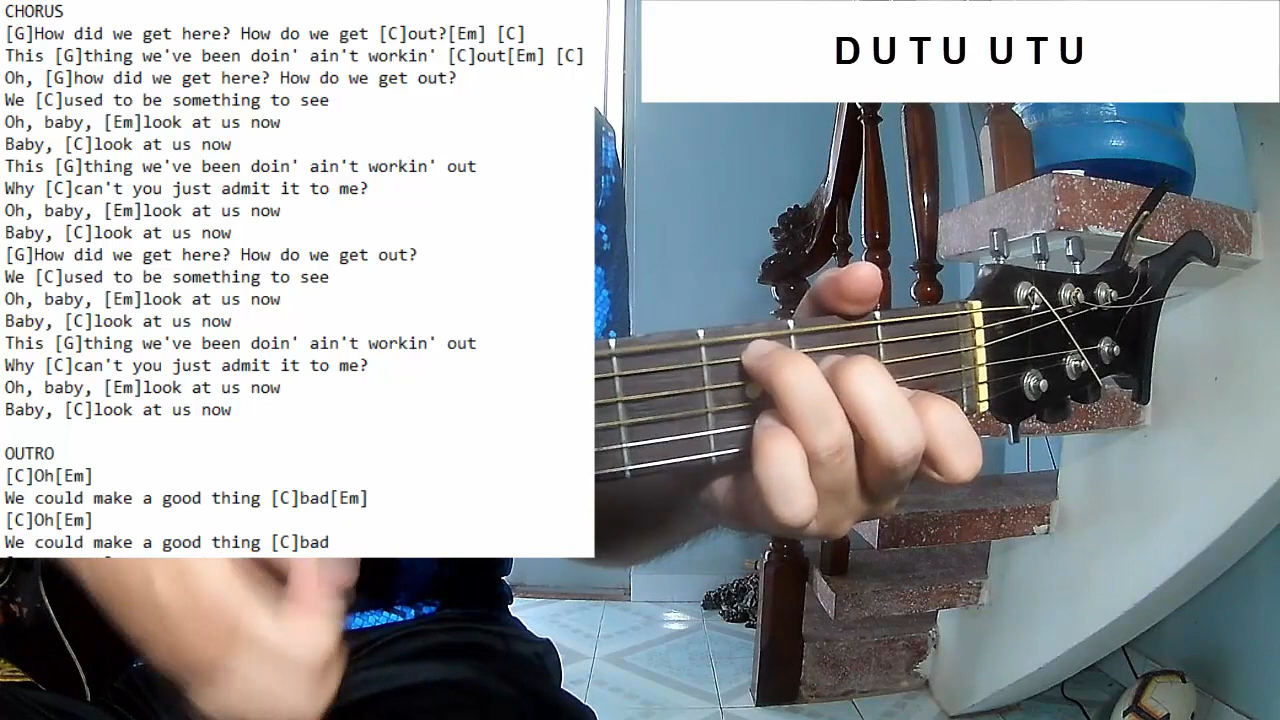 CHORUS
[G]How did we get here? How do we get [C]out?[Em] [C]
This [G]thing we've been doin' ain't workin' [C]out[Em] [C]
Oh, [G]how did we get here? How do we get out?
We [C]used to be something to see
Oh, baby, [Em]look at us now
Baby, [C]look at us now
This [G]thing we've been doin' ain't workin' out
Why [C]can't you just admit it to me?
Oh, baby, [Em]look at us now
Baby, [C]look at us now
[G]How did we get here? How do we get out?
We [C]used to be something to see
Oh, baby, [Em]look at us now
Baby, [C]look at us now
This [G]thing we've been doin' ain't workin' out
Why [C]can't you just admit it to me?
Oh, baby, [Em]look at us now
Baby, [C]look at us now
OUTRO
[C]Oh[Em]
We could make a good thing [C]bad[Em]
[C]Oh[Em]
We could make a good thing [C]bad
D U T U U T U